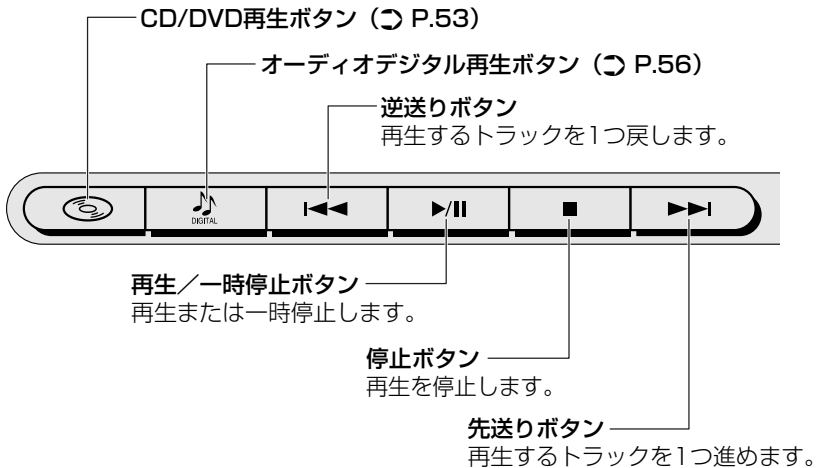 CD/DVD再生ボタン（➲ P.53）
オーディオデジタル再生ボタン（➲ P.56）
逆送りボタン
再生するトラックを1つ戻します。
DIGITAL
再生／一時停止ボタン
再生または一時停止します。
停止ボタン
再生を停止します。
先送りボタン
再生するトラックを1つ進めます。